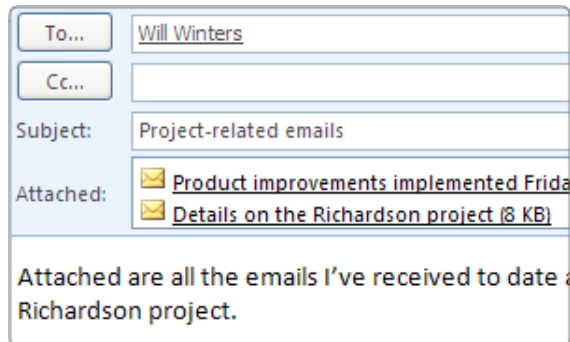 To... Will Winters
Cc...
Subject: Project-related emails
Attached: Product improvements implemented Frida
Details on the Richardson project (8 KB)
Attached are all the emails I've received to date
Richardson project.